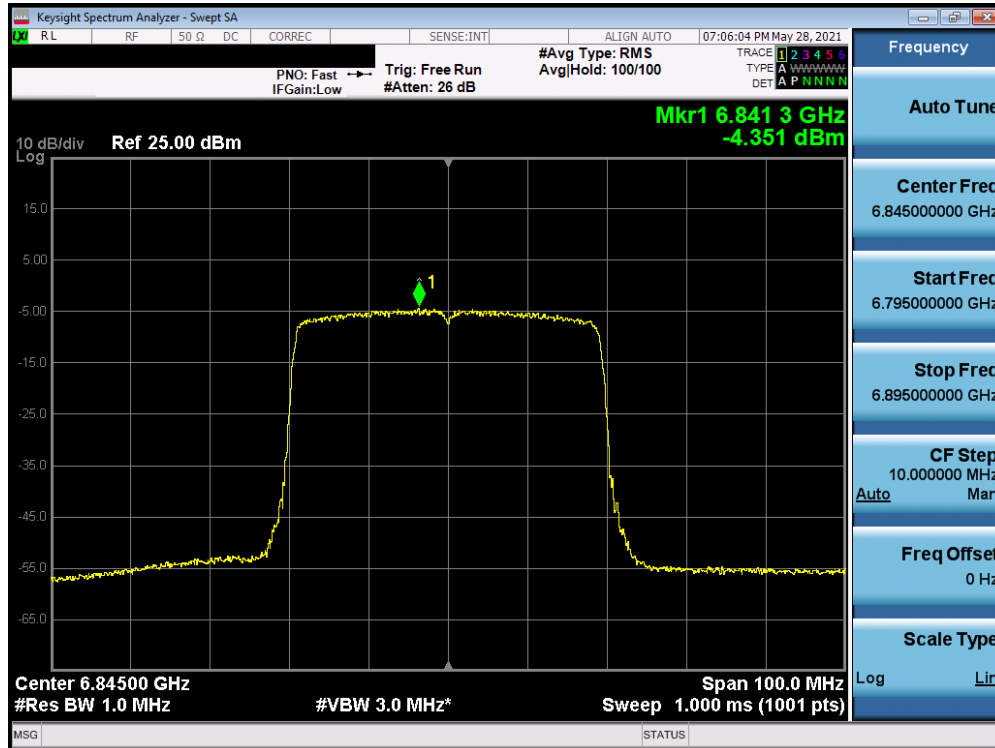 Keysight Spectrum Analyzer - Swept SA
LXI RL RF 50 Ω DC CORREC SENSE:INT ALIGN AUTO 07:06:04 PM May 28, 2021
PNO: Fast
IFGain:Low
Trig: Free Run
#Atten: 26 dB
#Avg Type: RMS
Avg|Hold: 100/100
TRACE 1 2 3 4 5 6
TYPE A WWWWW
DET A P N N N N
Mkr1 6.841 3 GHz
-4.351 dBm
10 dB/div Ref 25.00 dBm
Log
15.0
5.00
-5.00
-15.0
-25.0
-35.0
-45.0
-55.0
-65.0
1
Center 6.84500 GHz Span 100.0 MHz
#Res BW 1.0 MHz #VBW 3.0 MHz* Sweep 1.000 ms (1001 pts)
MSG STATUS
Frequency
Auto Tune
Center Freq
6.845000000 GHz
Start Freq
6.795000000 GHz
Stop Freq
6.895000000 GHz
CF Step
10.000000 MHz
Auto Man
Freq Offset
0 Hz
Scale Type
Log Lin